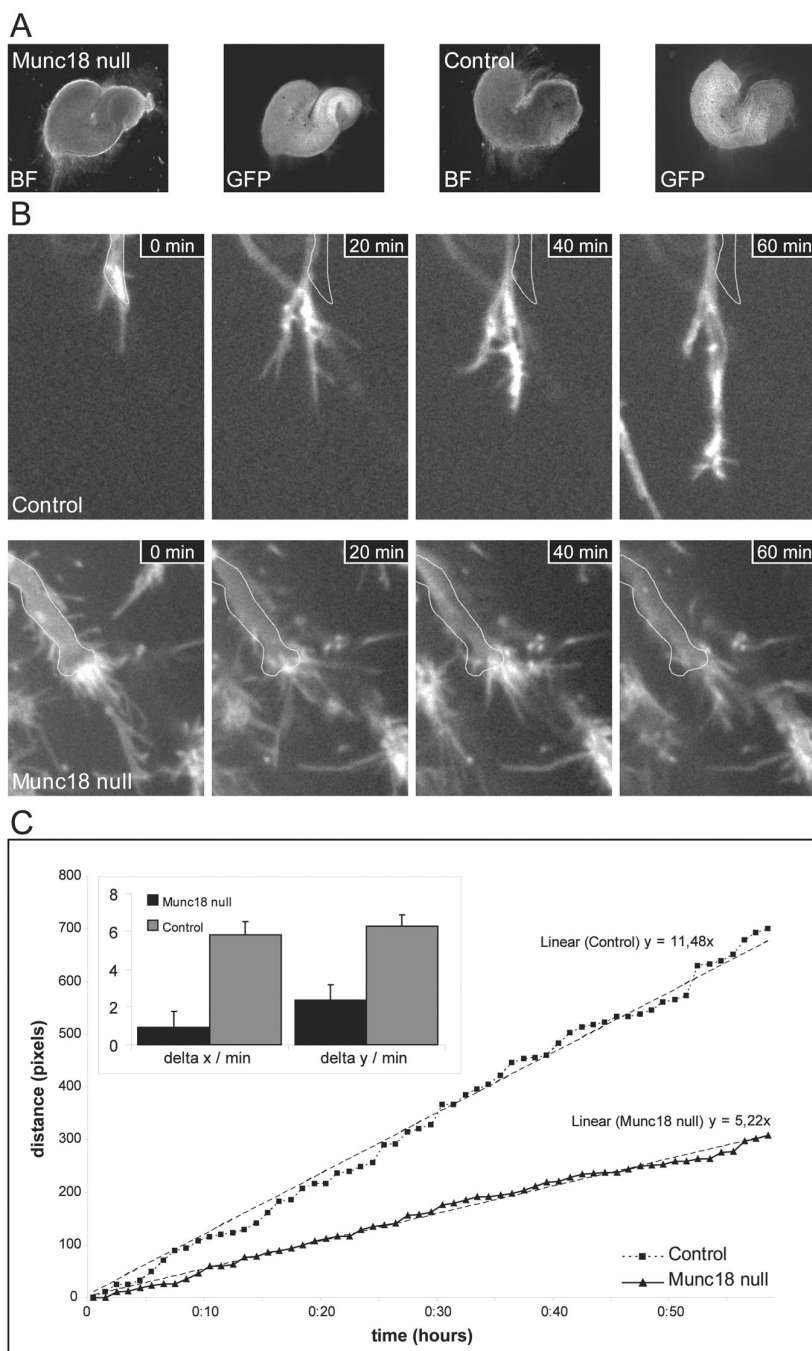 A
Munc18 null
BF
GFP
Control
BF
GFP
B
0 min
20 min
40 min
60 min
Control
0 min
20 min
40 min
60 min
Munc18 null
C
800
700
600
500
400
300
200
100
0
distance (pixels)
8
6
4
2
0
Munc18 null
Control
delta x / min
delta y / min
Linear (Control) y = 11,48x
Linear (Munc18 null) y = 5,22x
Control
Munc18 null
0:10
0:20
0:30
0:40
0:50
time (hours)